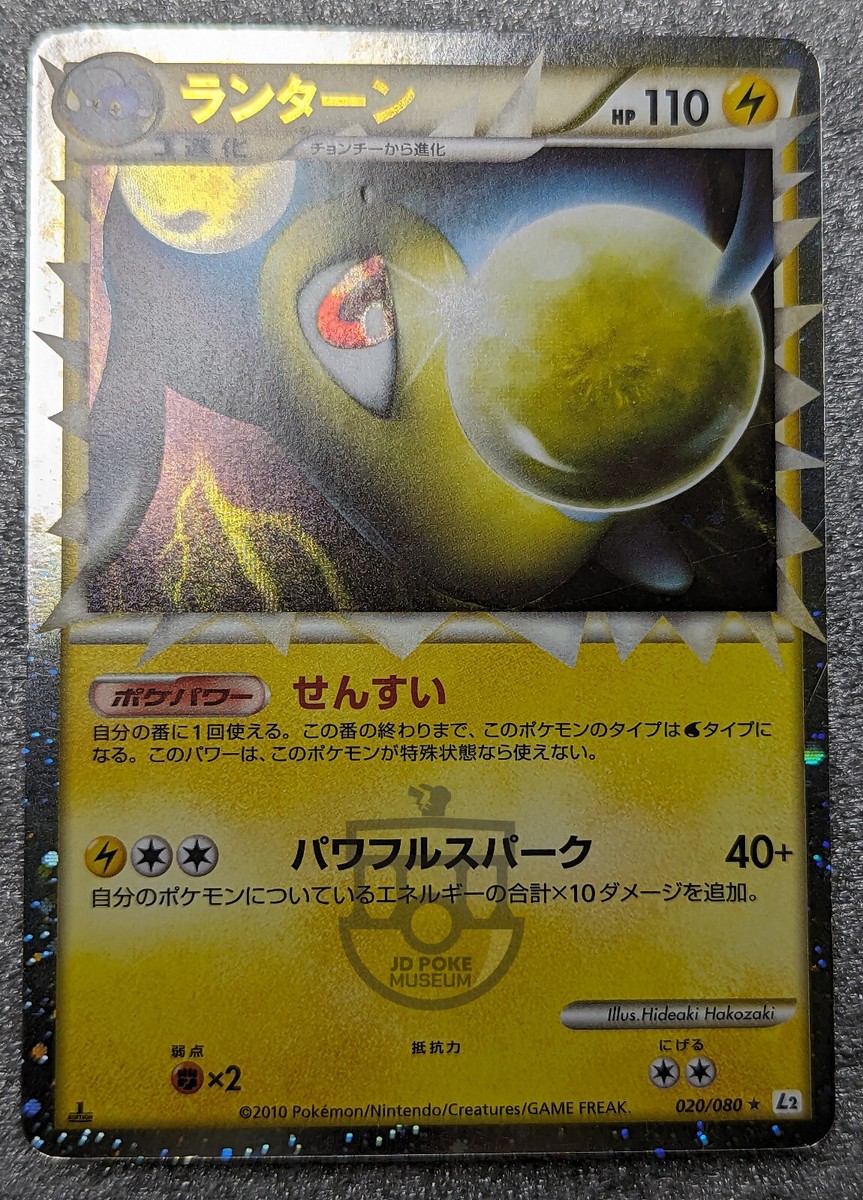 ランターン
HP 110
1進化
チョンチーから進化
ポケパワー せんすい
自分の番に1回使える。この番の終わりまで、このポケモンのタイプは タイプに
なる。このパワーは、このポケモンが特殊状態なら使えない。
パワフルスパーク 40+
自分のポケモンについているエネルギーの合計×10ダメージを追加。
JD POKE
MUSEUM
Illus.Hideaki Hakozaki
弱点 抵抗力 にげる
×2
1 EDITION
©2010 Pokémon/Nintendo/Creatures/GAME FREAK.
020/080 ★ L2